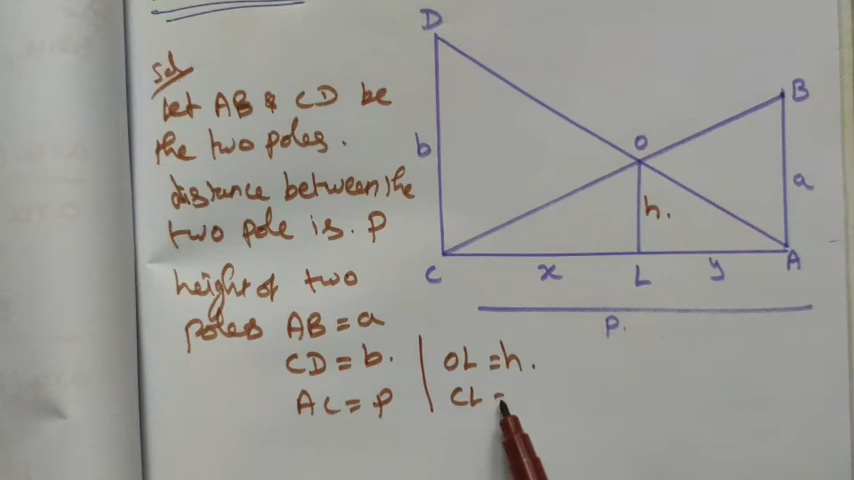 Sol
Let AB & CD be
the two poles.
distance between the
two pole is. P
height of two
poles AB = a
CD = b.
AC = P
OL = h.
CL =
D
B
O
b
a
h.
C
x
L
y
A
P.